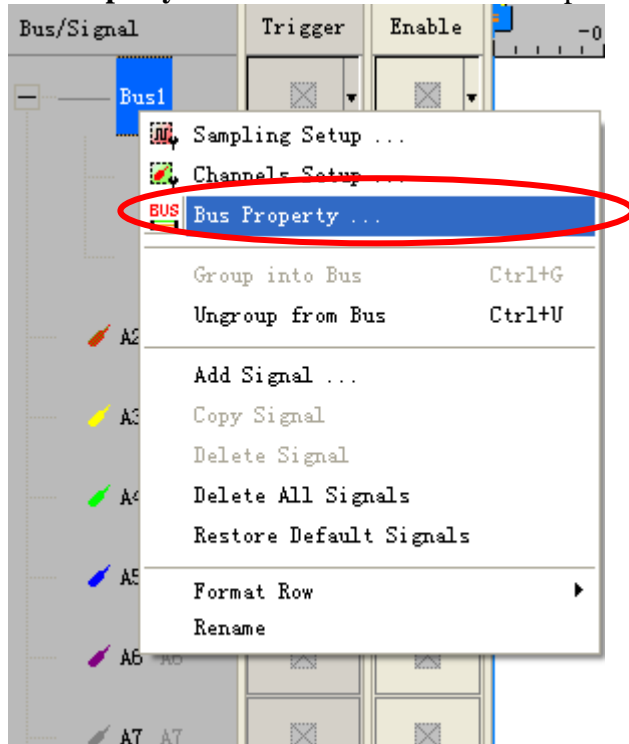 Bus/Signal Trigger Enable -0
Bus1
Sampling Setup ...
Channels Setup ...
BUS Bus Property ...
Group into Bus Ctrl+G
Ungroup from Bus Ctrl+U
A2
Add Signal ...
A3
Copy Signal
Delete Signal
A4 Delete All Signals
Restore Default Signals
A5
Format Row
Rename
A6 A6
A7 A7